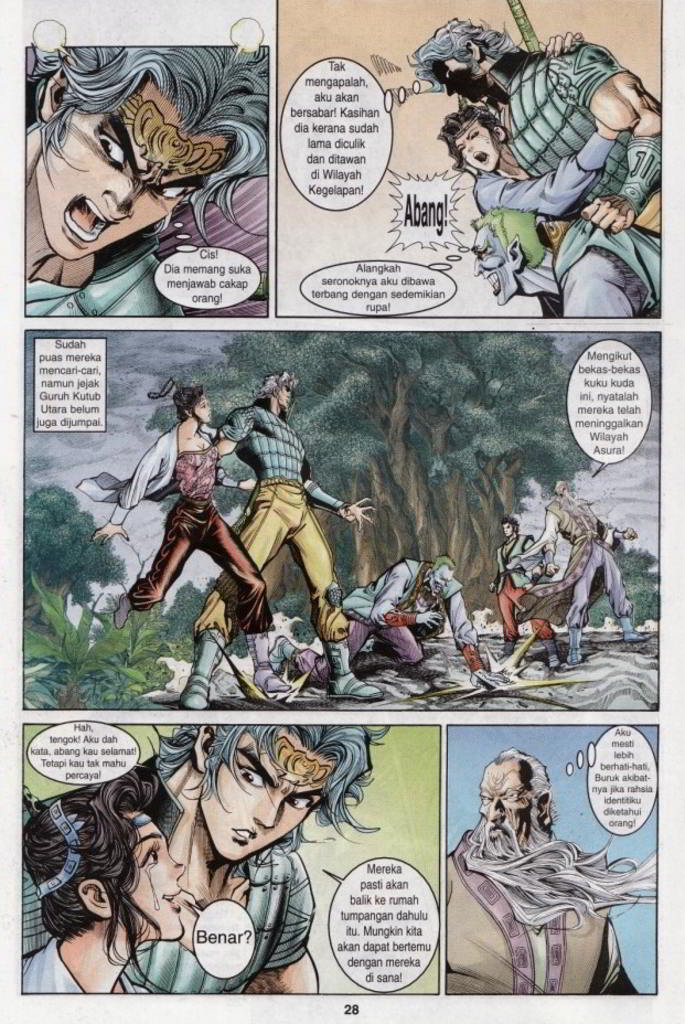 Cis!
Dia memang suka
menjawab cakap
orang!
Tak
mengapalah,
aku akan
bersabar! Kasihan
dia kerana sudah
lama diculik
dan ditawan
di Wilayah
Kegelapan!
Abang!
Alangkah
seronoknya aku dibawa
terbang dengan sedemikian
rupa!
Sudah
puas mereka
mencari-cari,
namun jejak
Guruh Kutub
Utara belum
juga dijumpai.
Mengikut
bekas-bekas
kuku kuda
ini, nyatalah
mereka telah
meninggalkan
Wilayah
Asura!
Hah,
tengok! Aku dah
kata, abang kau selamat!
Tetapi kau tak mahu
percaya!
Benar?
Mereka
pasti akan
balik ke rumah
tumpangan dahulu
itu. Mungkin kita
akan dapat bertemu
dengan mereka
di sana!
Aku
mesti
lebih
berhati-hati,
Buruk akibat-
nya jika rahsia
identitiku
diketahui
orang!
28